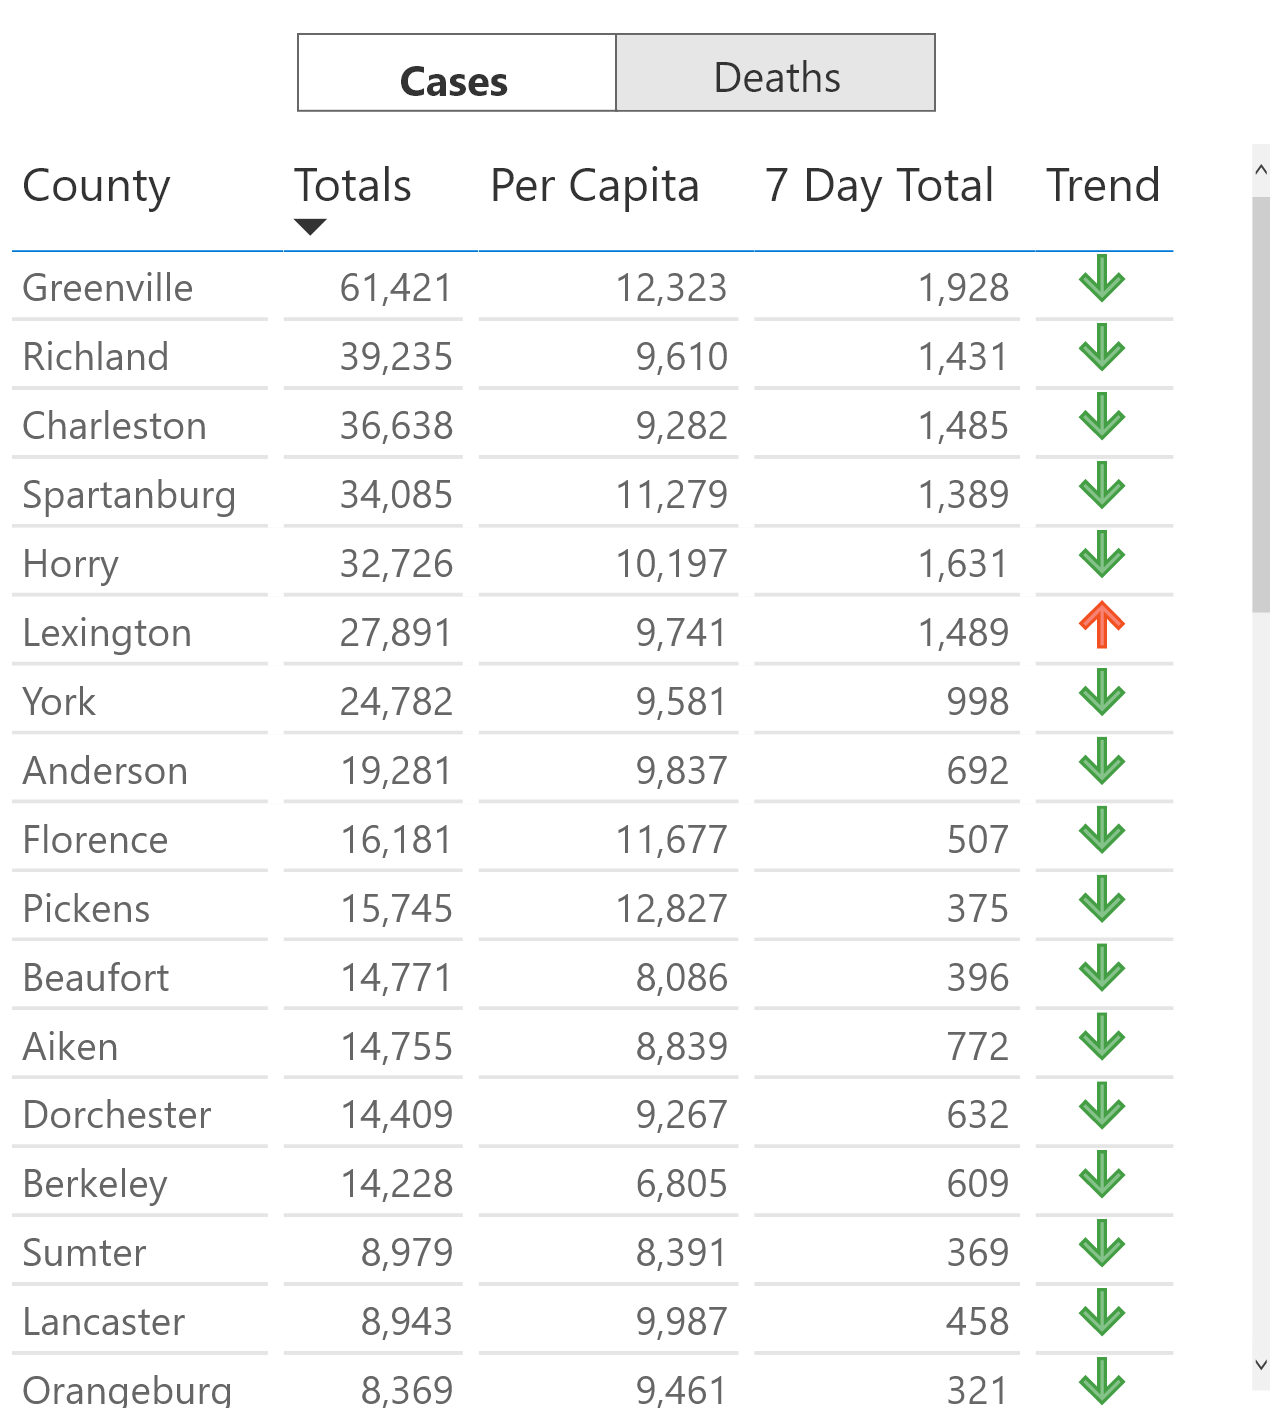 Cases Deaths
County Totals Per Capita 7 Day Total Trend
Greenville 61,421 12,323 1,928
Richland 39,235 9,610 1,431
Charleston 36,638 9,282 1,485
Spartanburg 34,085 11,279 1,389
Horry 32,726 10,197 1,631
Lexington 27,891 9,741 1,489
York 24,782 9,581 998
Anderson 19,281 9,837 692
Florence 16,181 11,677 507
Pickens 15,745 12,827 375
Beaufort 14,771 8,086 396
Aiken 14,755 8,839 772
Dorchester 14,409 9,267 632
Berkeley 14,228 6,805 609
Sumter 8,979 8,391 369
Lancaster 8,943 9,987 458
Orangeburg 8,369 9,461 321